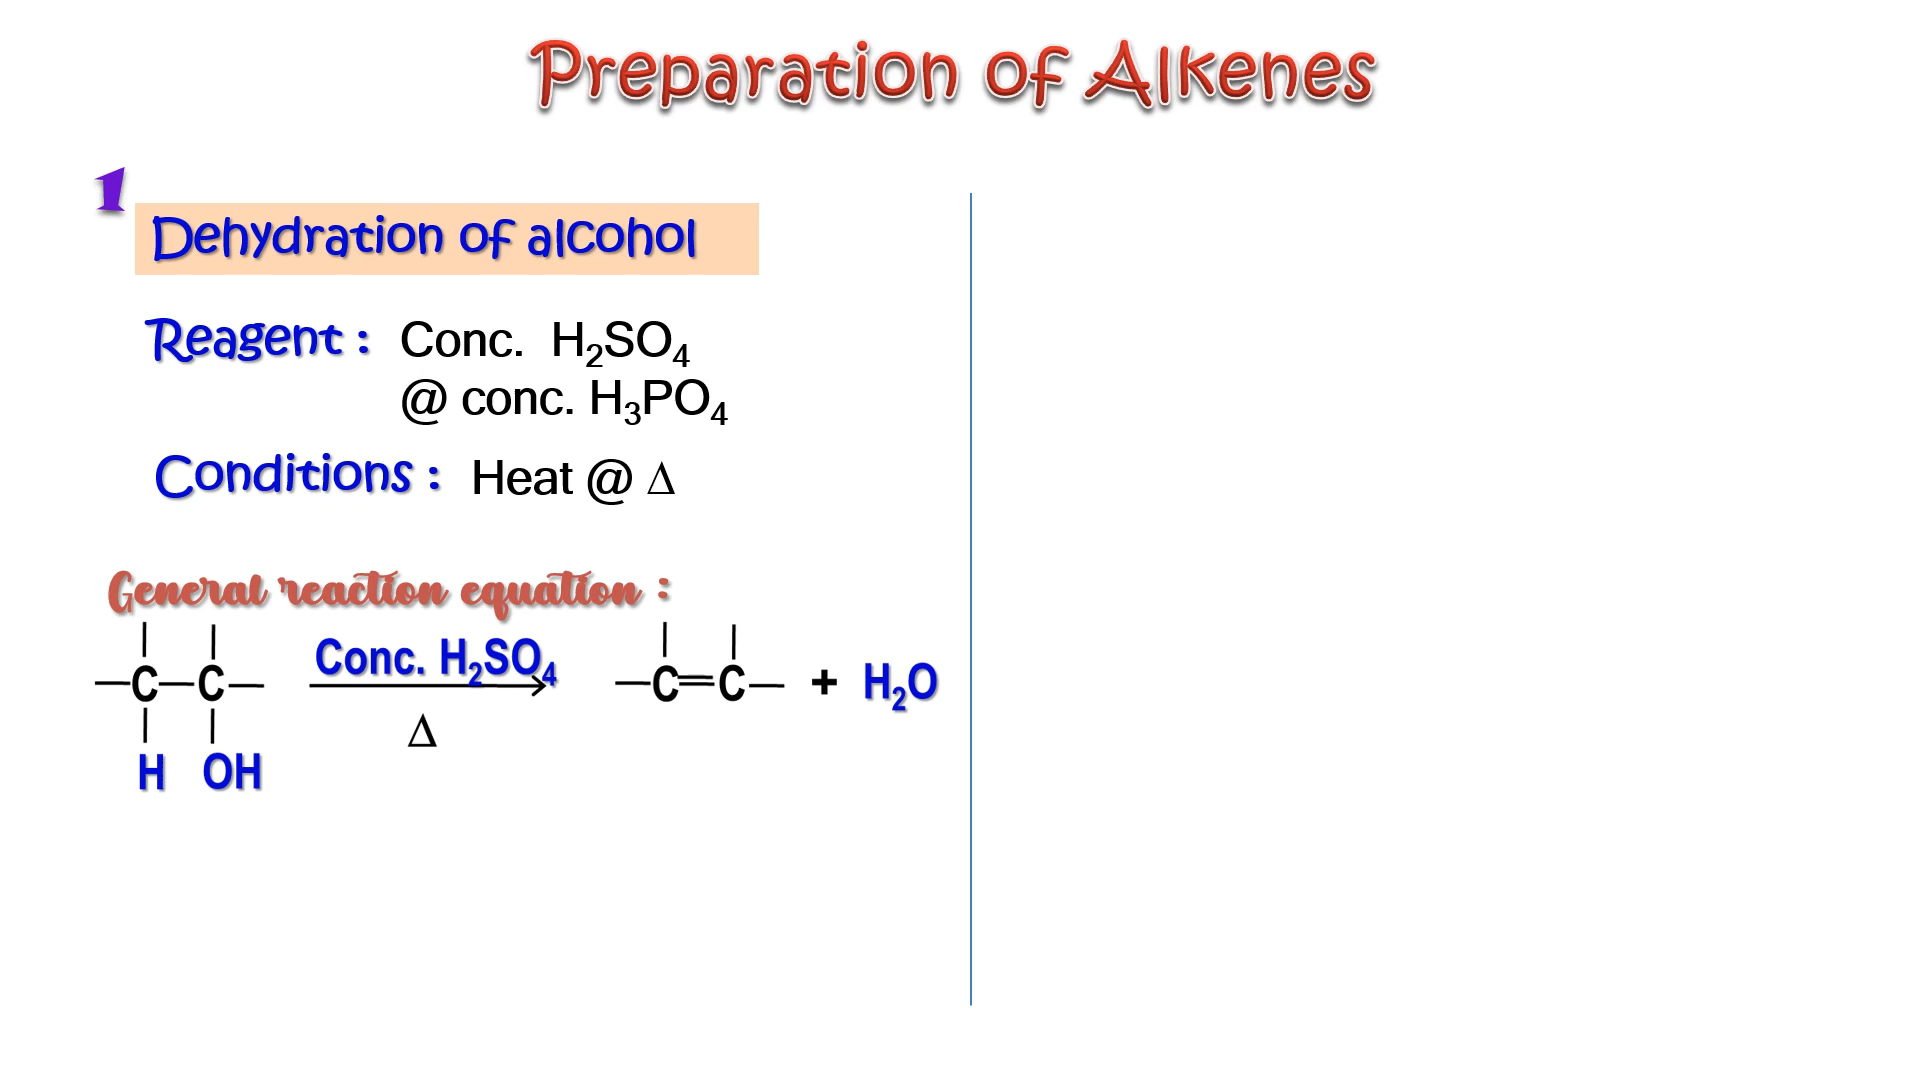 Preparation of Alkenes
1
Dehydration of alcohol
Reagent : Conc. H₂SO₄
@ conc. H₃PO₄
Conditions : Heat @ Δ
General reaction equation :
Conc. H₂SO₄
C C C=C + H₂O
Δ
H OH